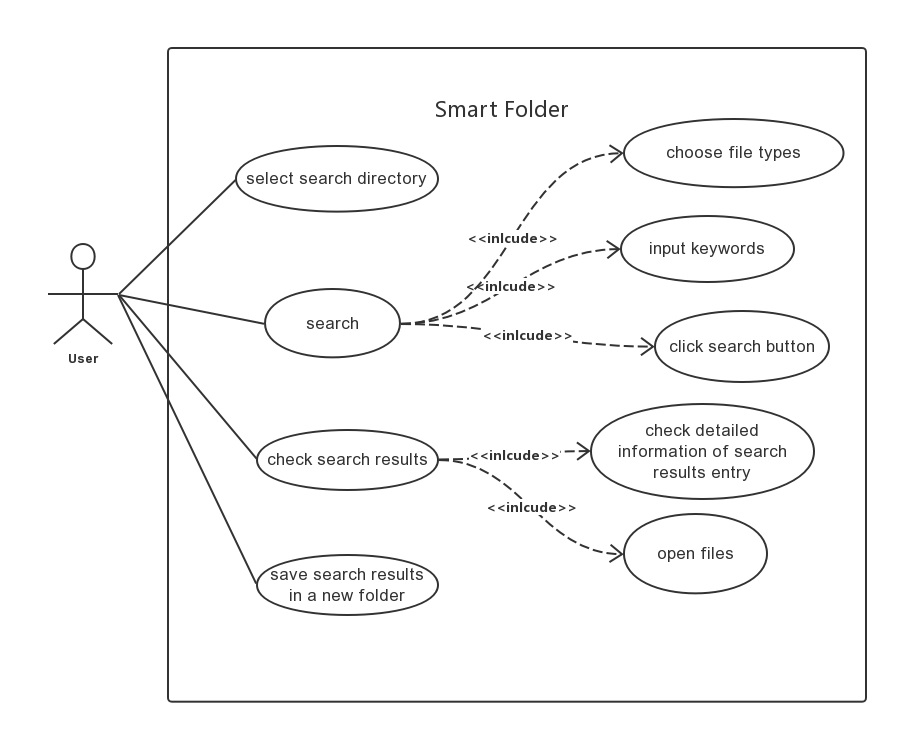 Smart Folder
choose file types
select search directory
<<inlcude>>
input keywords
<<inlcude>>
search
<<inlcude>>
click search button
User
check detailed
information of search
results entry
check search results
<<inlcude>>
<<inlcude>>
open files
save search results
in a new folder